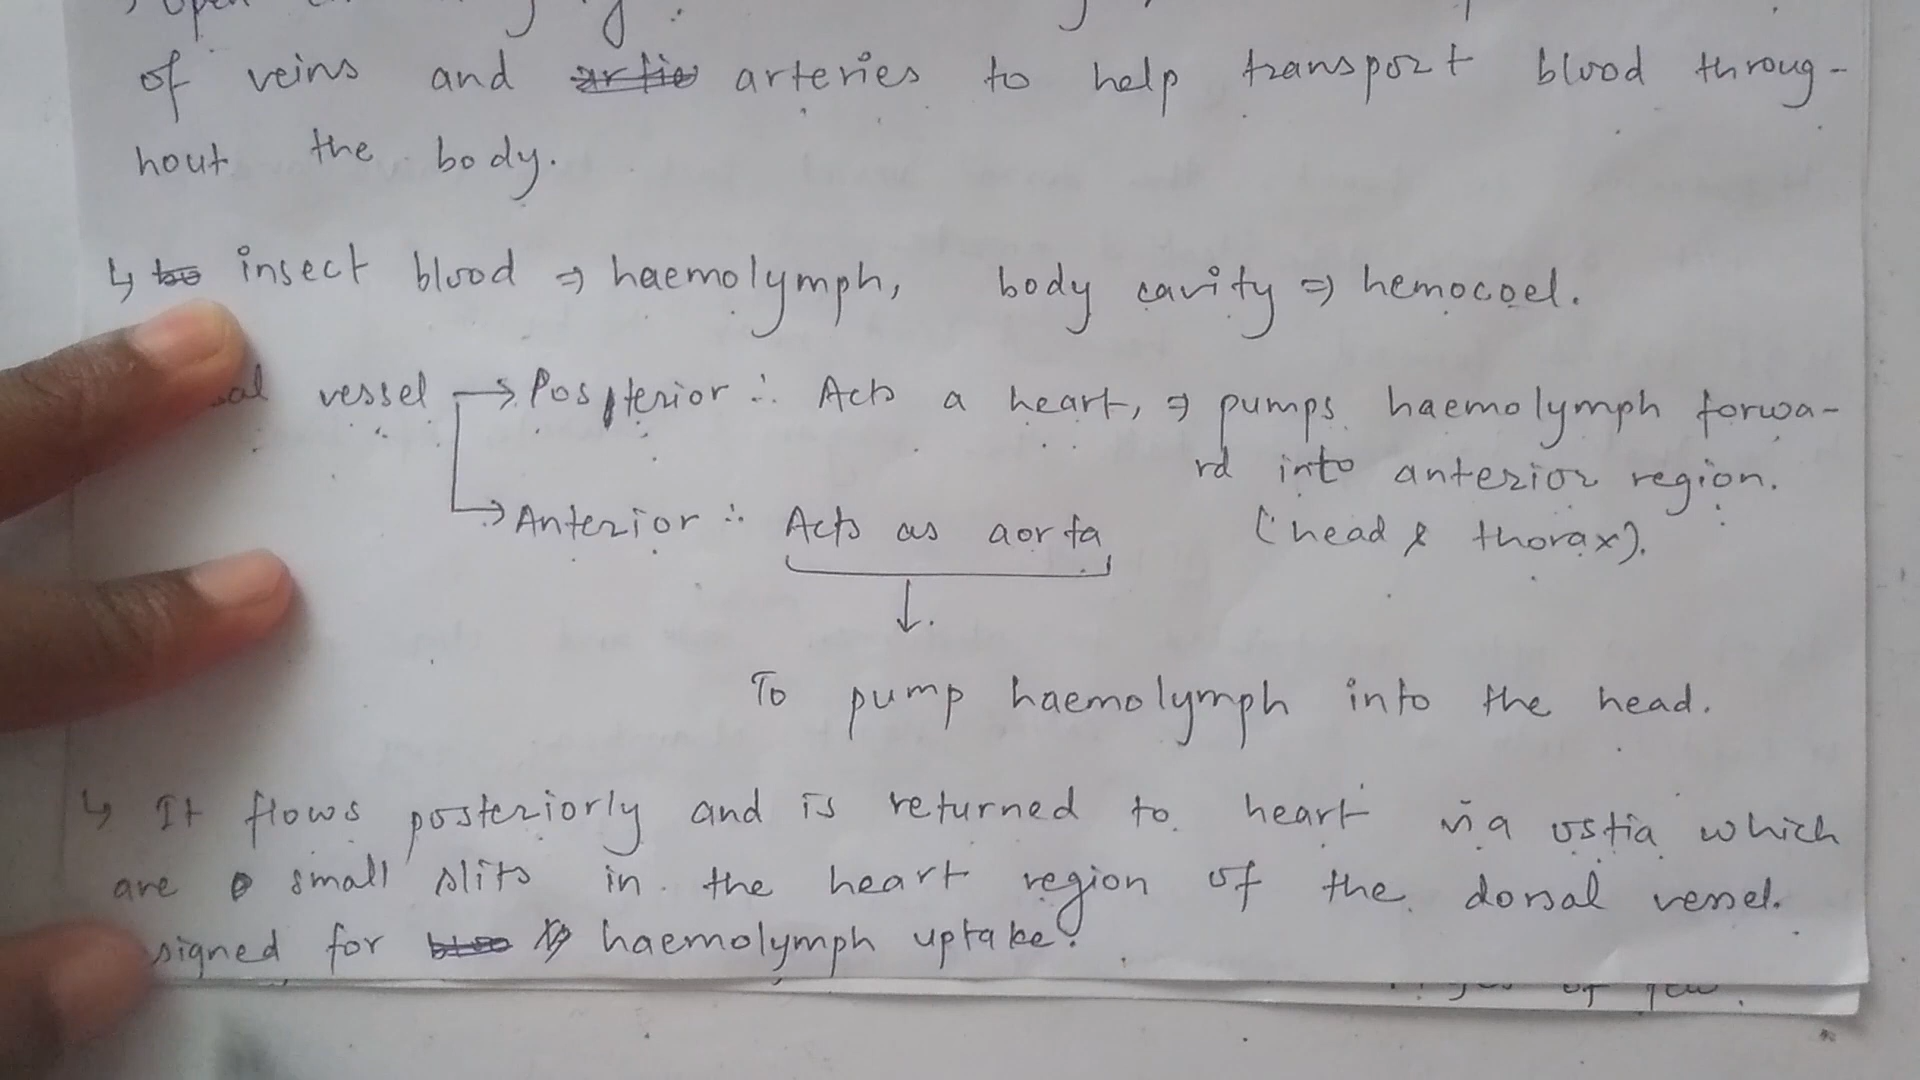 of veins and arteries to help transport blood throug-
hout the body.
↳ insect blood ⇒ haemolymph, body cavity ⇒ hemocoel.
vessel → Posterior ∴ Acts a heart, ⇒ pumps haemolymph forwa-
rd into anterior region.
→ Anterior ∴ Acts as aorta (head & thorax).
↓
To pump haemolymph into the head.
↳ It flows posteriorly and is returned to heart via ostia which
are small slits in the heart region of the dorsal vessel.
signed for haemolymph uptake.